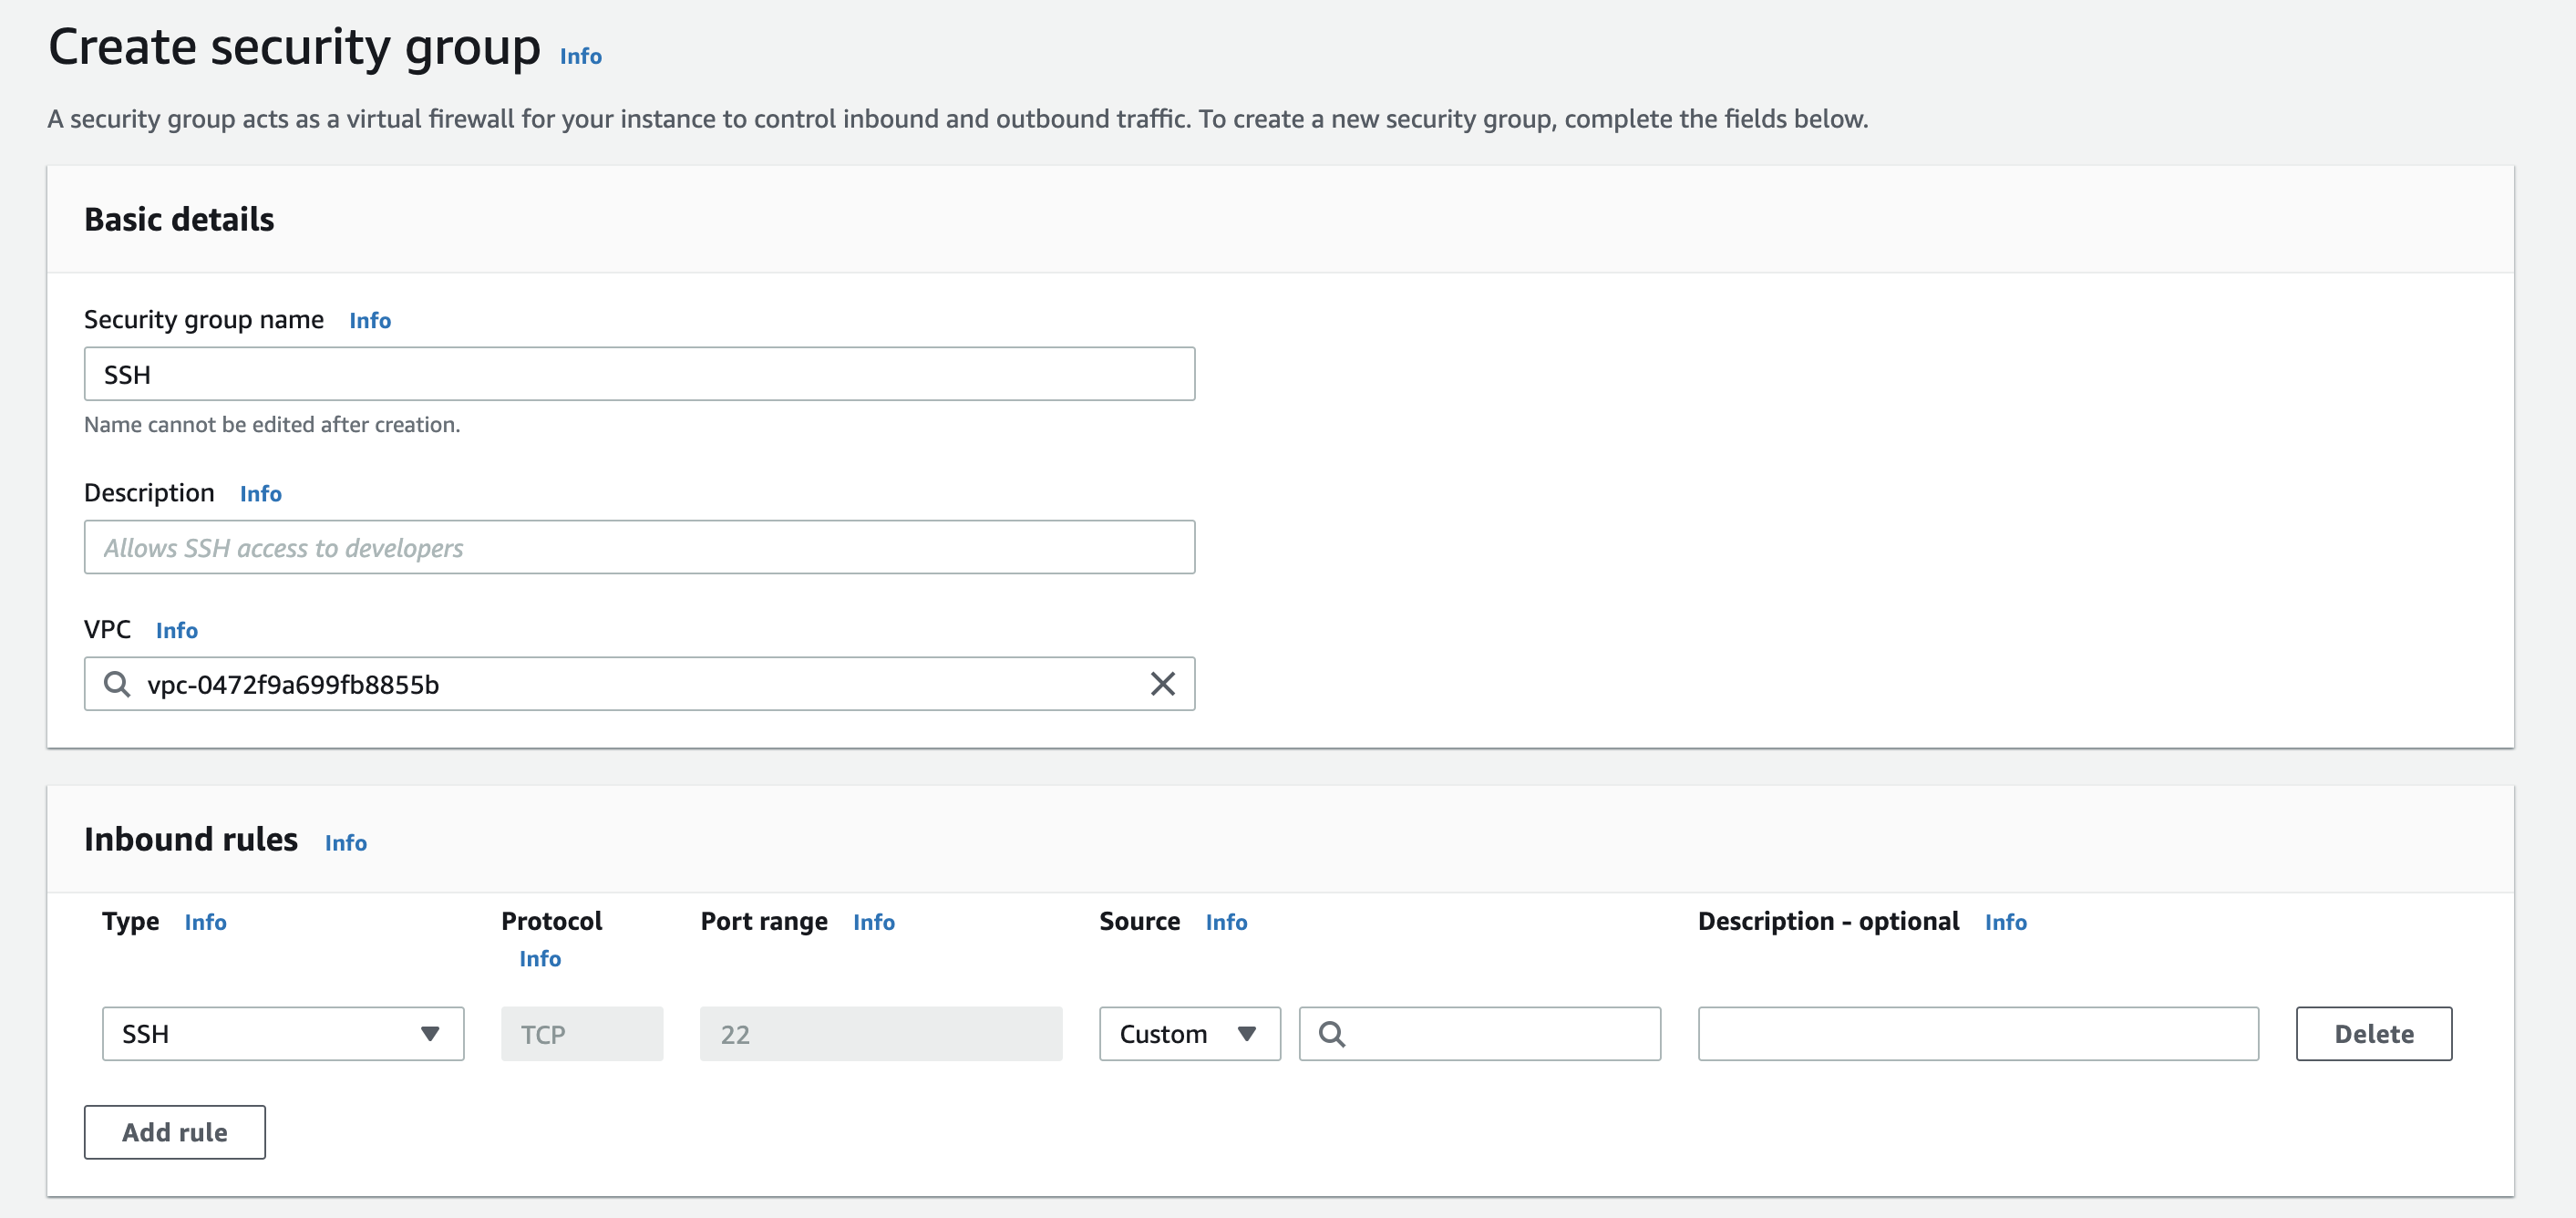 Create security group Info
A security group acts as a virtual firewall for your instance to control inbound and outbound traffic. To create a new security group, complete the fields below.
Basic details
Security group name Info
SSH
Name cannot be edited after creation.
Description Info
Allows SSH access to developers
VPC Info
vpc-0472f9a699fb8855b
Inbound rules Info
Type Info Protocol Info Port range Info Source Info Description - optional Info
SSH TCP 22 Custom Delete
Add rule